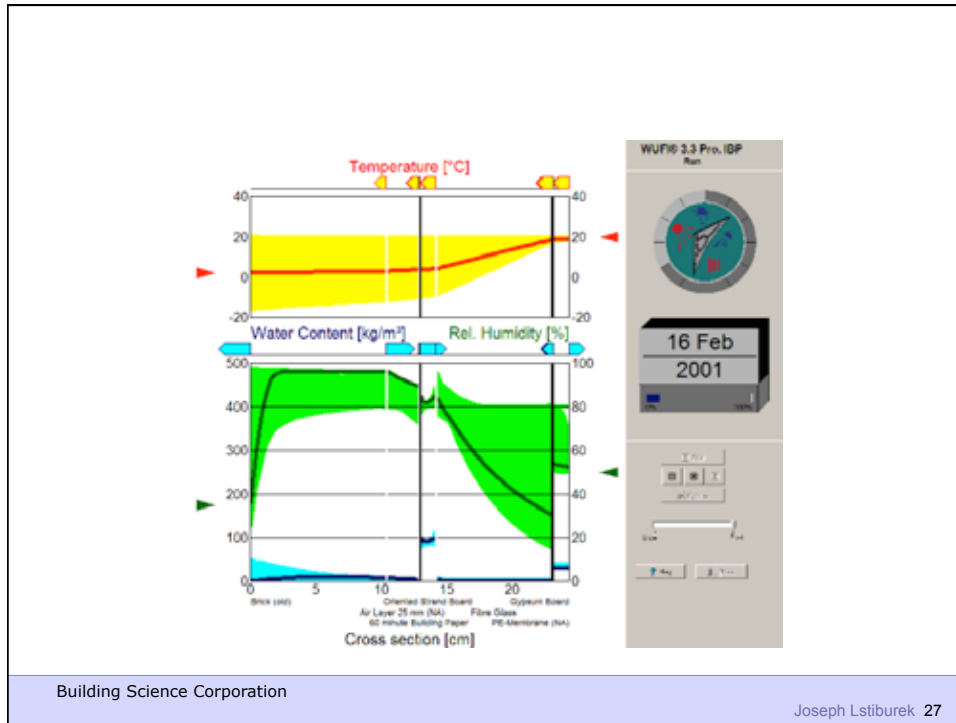 WUFI® 3.3 Pro, IBP
Run
Temperature [°C]
40 40
20 20
0 0
-20 -20
Water Content [kg/m³] Rel. Humidity [%]
500 100
400 80
300 60
200 40
100 20
0 5 10 15 20 0
Brick (old) Oriented Strand Board Gypsum Board
Air Layer 25 mm (NA) Fibre Glass
60 minute Building Paper PE-Membrane (NA)
Cross section [cm]
16 Feb
2001
0% 100%
Building Science Corporation
Joseph Lstiburek 27